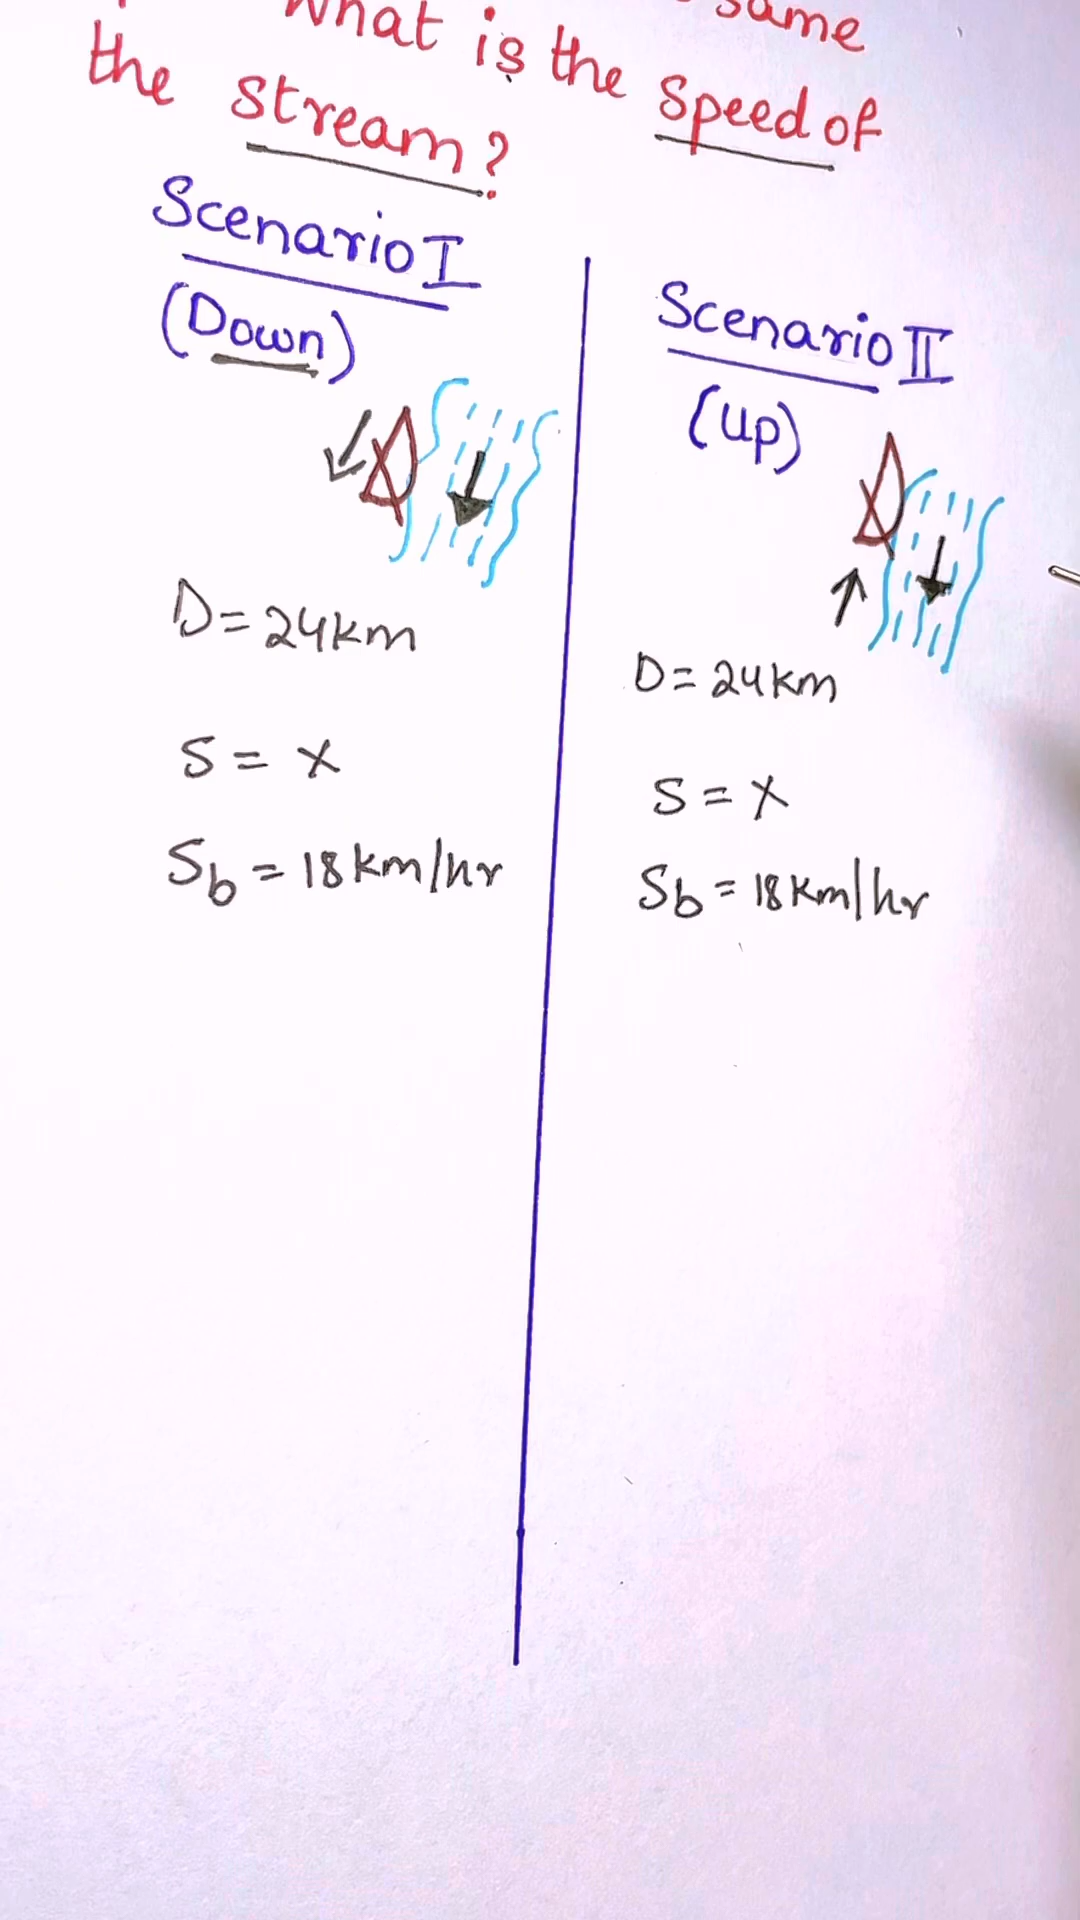 same
What is the speed of
the stream?
Scenario I
(Down)
D = 24km
S = x
Sb = 18km/hr
Scenario II
(Up)
D = 24km
S = x
Sb = 18km/hr